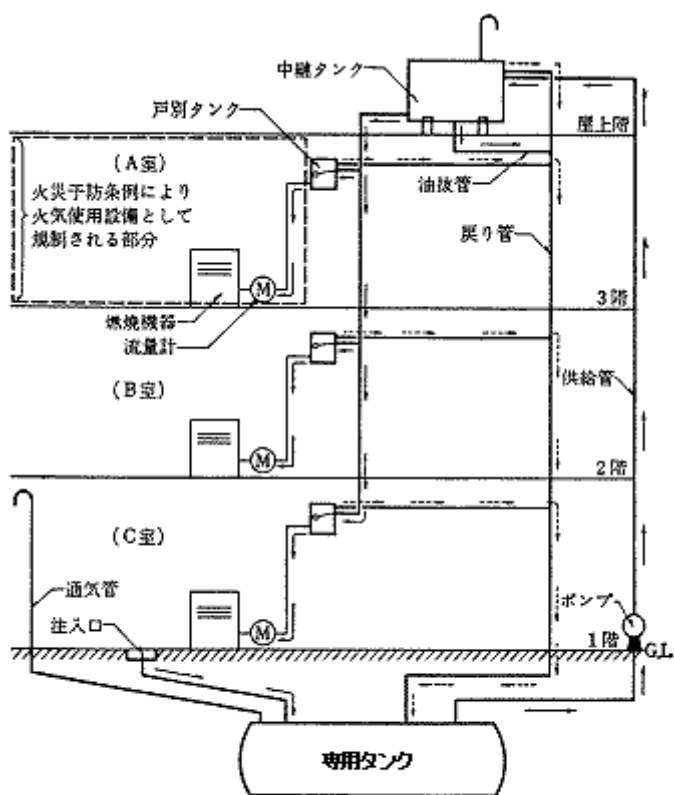 中継タンク
戸別タンク
屋上階
(A室)
火災予防条例により
火気使用設備として
規制される部分
油抜管
戻り管
燃焼機器
流量計
M
3階
(B室)
供給管
M
2階
(C室)
通気管
注入口
M
ポンプ
1階
G.L.
専用タンク